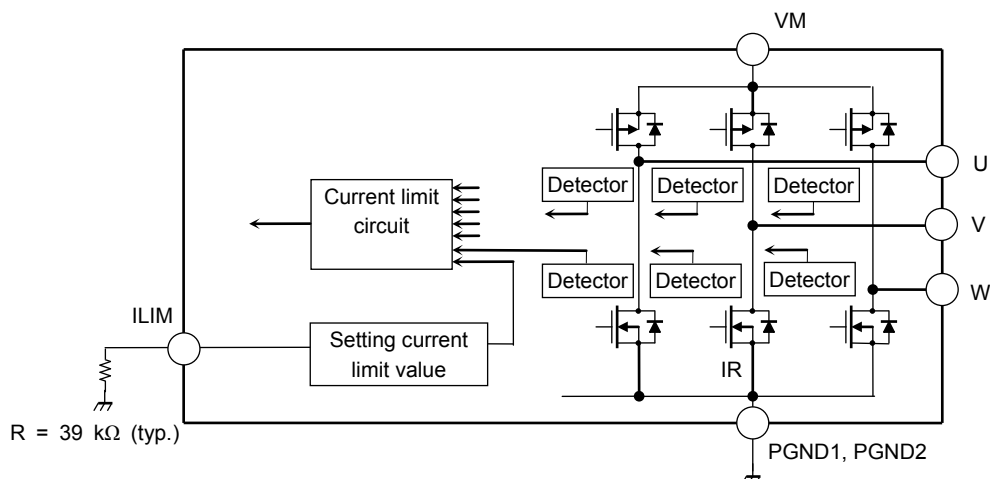 VM
U
Detector
Detector
Detector
Current limit
circuit
V
Detector
Detector
Detector
W
ILIM
Setting current
limit value
IR
R = 39 kΩ (typ.)
PGND1, PGND2